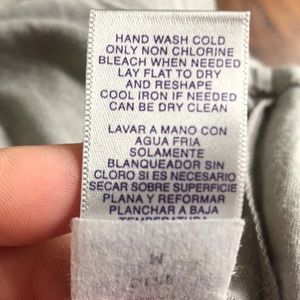 HAND WASH COLD
ONLY NON CHLORINE
BLEACH WHEN NEEDED
LAY FLAT TO DRY
AND RESHAPE
COOL IRON IF NEEDED
CAN BE DRY CLEAN
LAVAR A MANO CON
AGUA FRIA
SOLAMENTE
BLANQUEADOR SIN
CLORO SI ES NECESARIO
SECAR SOBRE SUPERFICIE
PLANA Y REFORMAR
PLANCHAR A BAJA
TEMPERATURA